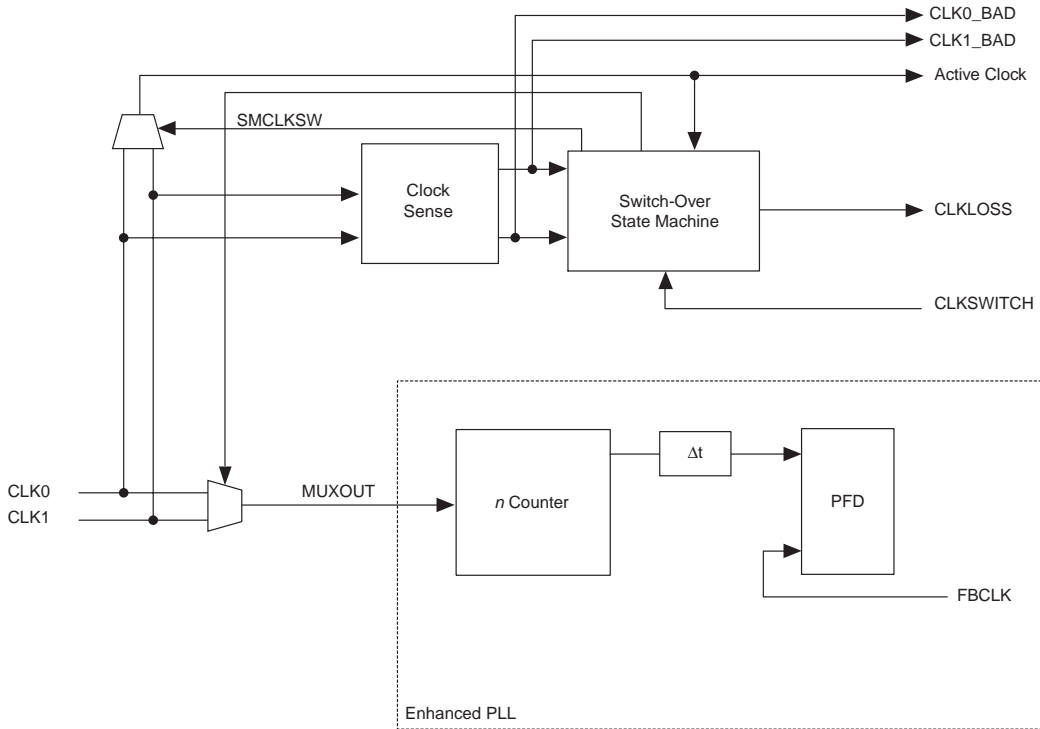 CLK0_BAD
CLK1_BAD
Active Clock
SMCLKSW
Clock
Sense
Switch-Over
State Machine
CLKLOSS
CLKSWITCH
CLK0
CLK1
MUXOUT
n Counter
Δt
PFD
FBCLK
Enhanced PLL